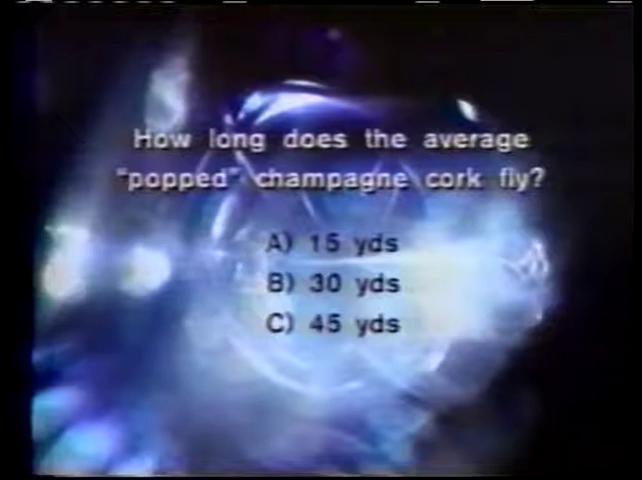 How long does the average
"popped" champagne cork fly?
A) 15 yds
B) 30 yds
C) 45 yds